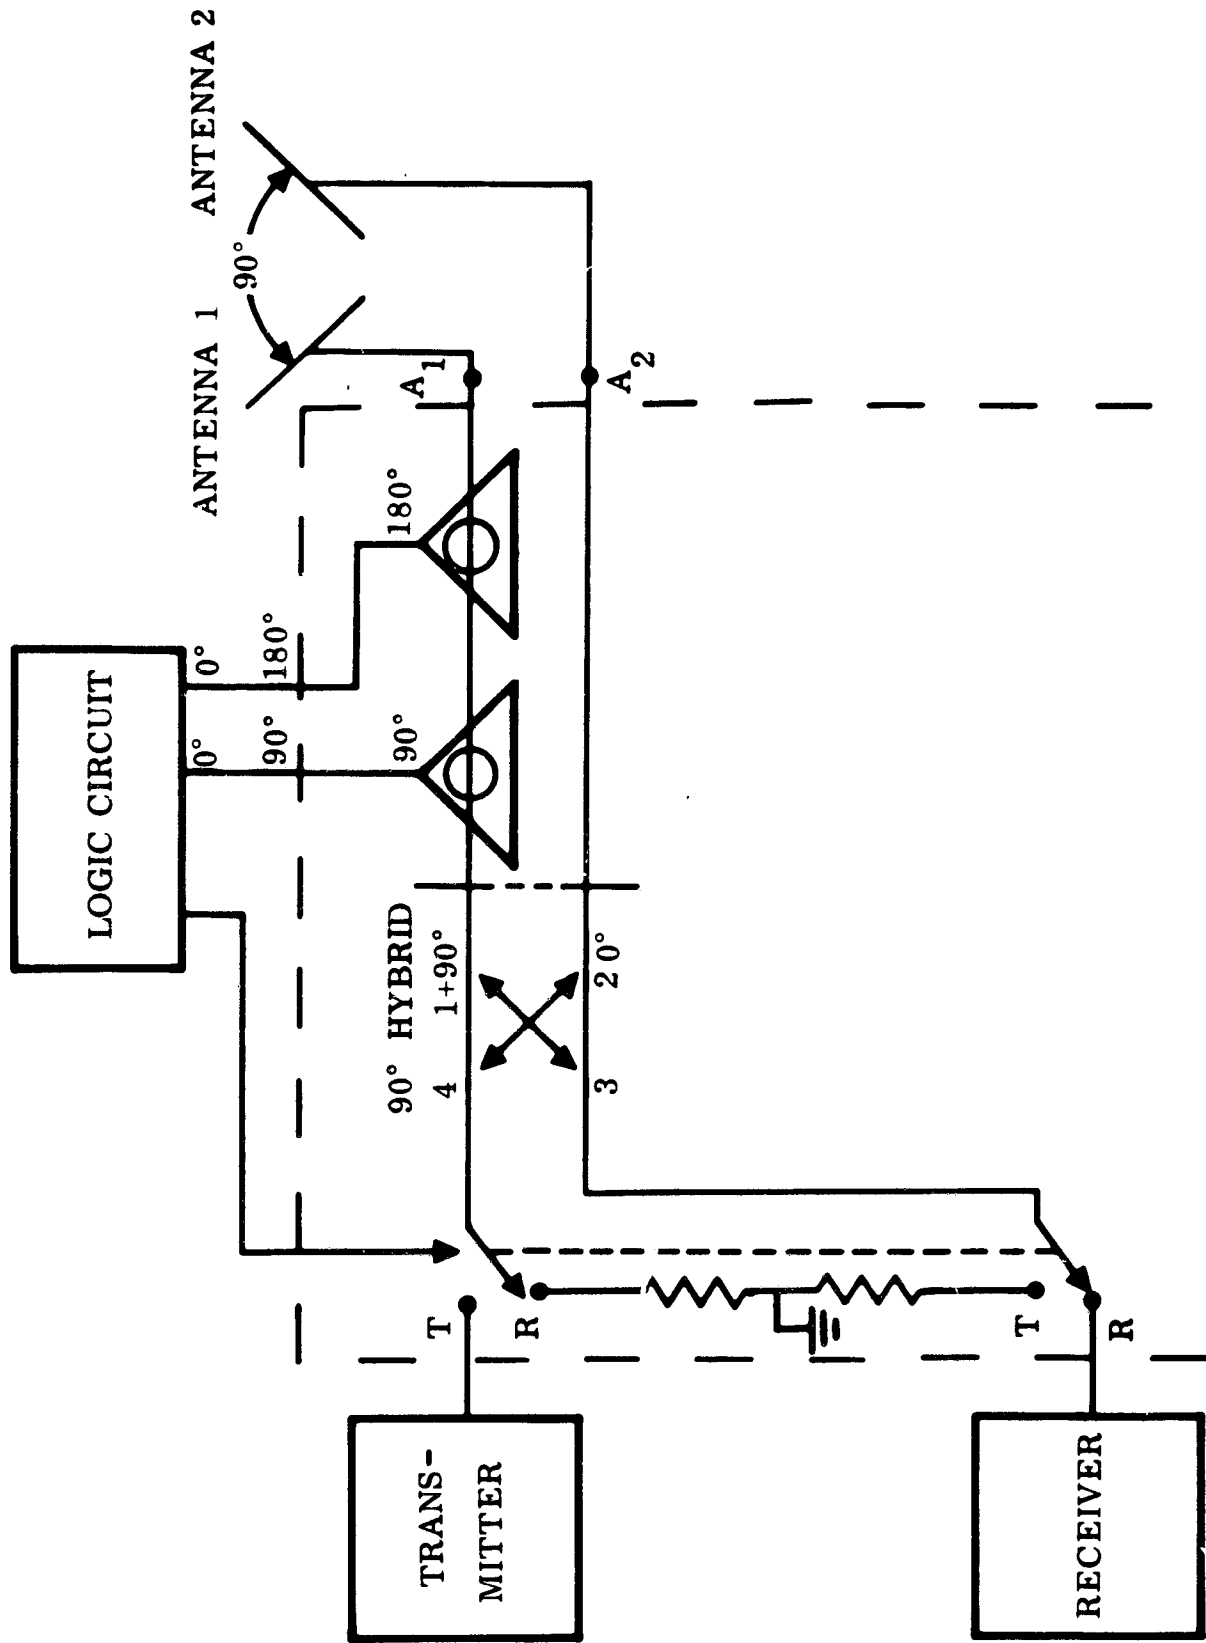 ANTENNA 1 ANTENNA 2
90°
LOGIC CIRCUIT
0° 0°
90° 180°
90° 180°
A1
A2
90° HYBRID
4 1+90°
3 2 0°
T
R
T
R
TRANS-
MITTER
RECEIVER